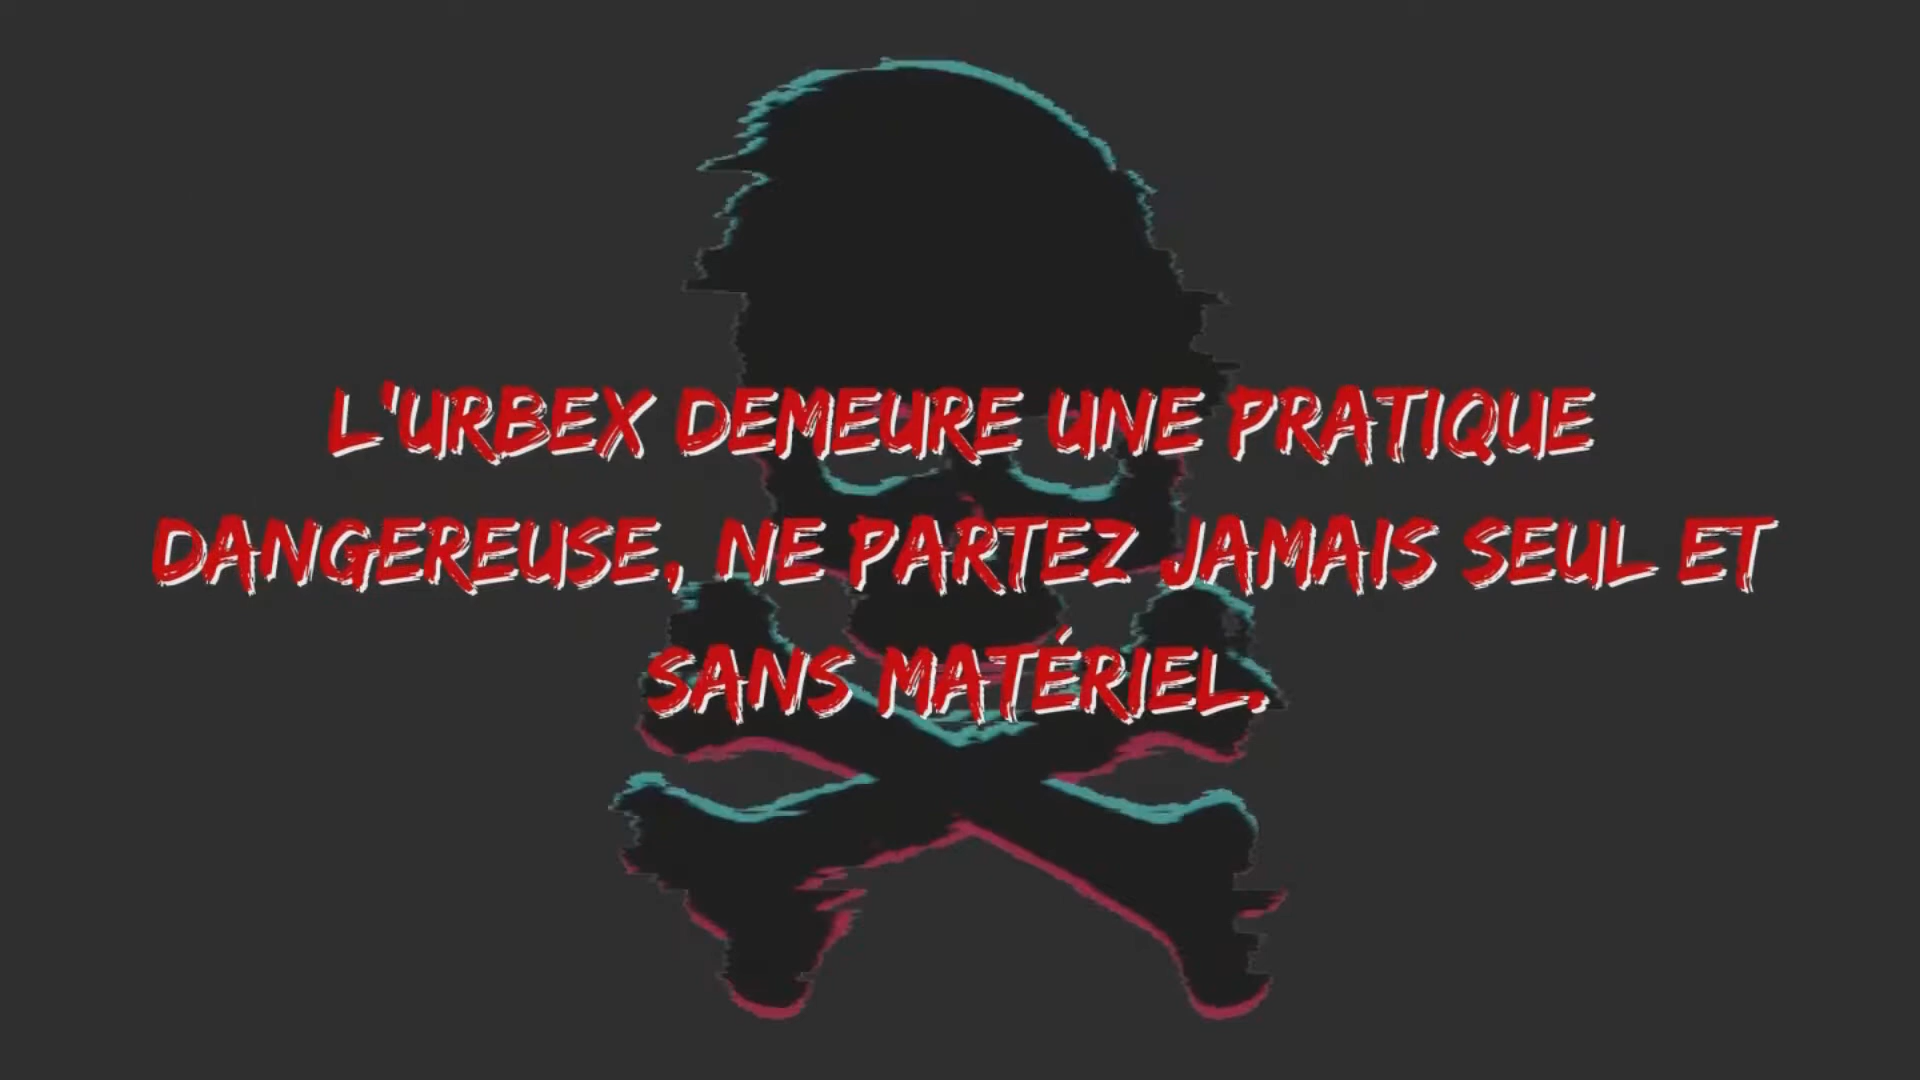 L'URBEX DEMEURE UNE PRATIQUE
DANGEREUSE, NE PARTEZ JAMAIS SEUL ET
SANS MATÉRIEL.